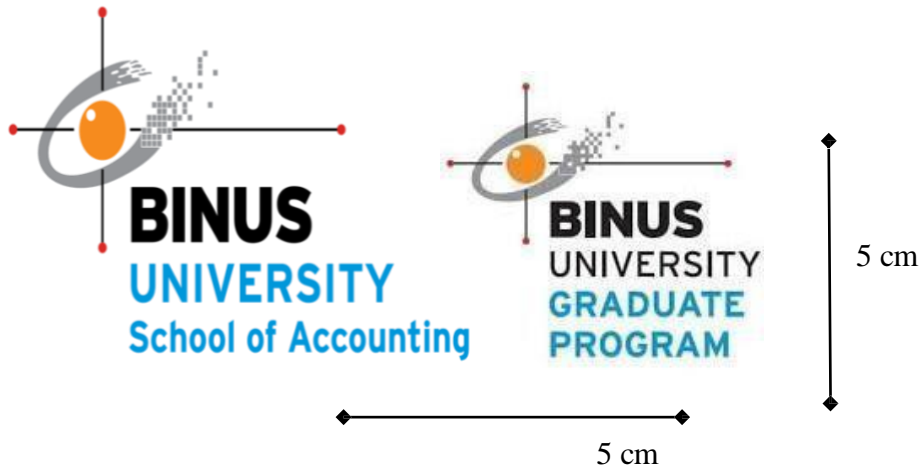 BINUS
UNIVERSITY
School of Accounting
BINUS
UNIVERSITY
GRADUATE
PROGRAM
5 cm
5 cm